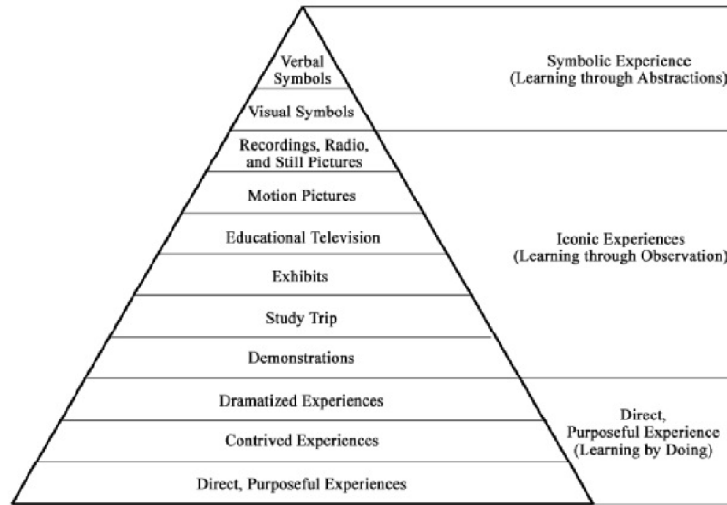 Verbal
Symbols
Visual Symbols
Recordings, Radio,
and Still Pictures
Motion Pictures
Educational Television
Exhibits
Study Trip
Demonstrations
Dramatized Experiences
Contrived Experiences
Direct, Purposeful Experiences
Symbolic Experience
(Learning through Abstractions)
Iconic Experiences
(Learning through Observation)
Direct,
Purposeful Experience
(Learning by Doing)